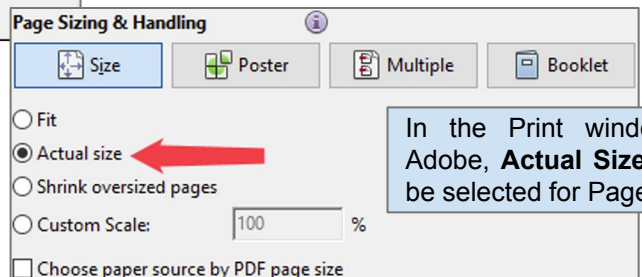 Page Sizing & Handling
Size
Poster
Multiple
Booklet
Fit
Actual size
Shrink oversized pages
Custom Scale:
100
%
Choose paper source by PDF page size
In the Print
Adobe, Actual Size
be selected for